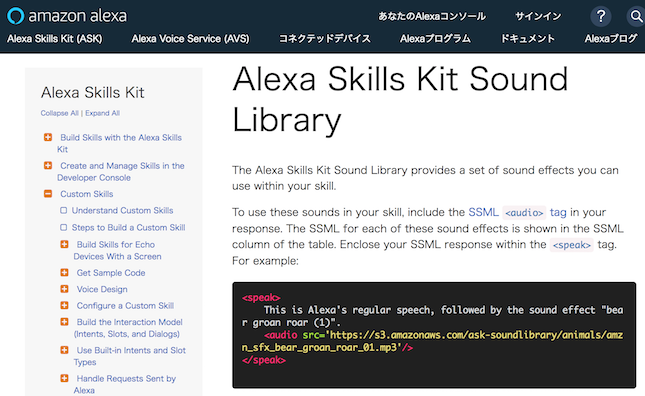 amazon alexa
あなたのAlexaコンソール
サインイン
?
Alexa Skills Kit (ASK)
Alexa Voice Service (AVS)
コネクテッドデバイス
Alexaプログラム
ドキュメント
Alexaブログ
Alexa Skills Kit
Collapse All | Expand All
Build Skills with the Alexa Skills
Kit
Create and Manage Skills in the
Developer Console
Custom Skills
Understand Custom Skills
Steps to Build a Custom Skill
Build Skills for Echo
Devices With a Screen
Get Sample Code
Voice Design
Configure a Custom Skill
Build the Interaction Model
(Intents, Slots, and Dialogs)
Use Built-in Intents and Slot
Types
Handle Requests Sent by
Alexa
Alexa Skills Kit Sound
Library
The Alexa Skills Kit Sound Library provides a set of sound effects you can
use within your skill.
To use these sounds in your skill, include the SSML <audio> tag in your
response. The SSML for each of these sound effects is shown in the SSML
column of the table. Enclose your SSML response within the <speak> tag.
For example:
<speak>
This is Alexa's regular speech, followed by the sound effect "bea
r groan roar (1)".
<audio src='https://s3.amazonaws.com/ask-soundlibrary/animals/amz
n_sfx_bear_groan_roar_01.mp3'/>
</speak>